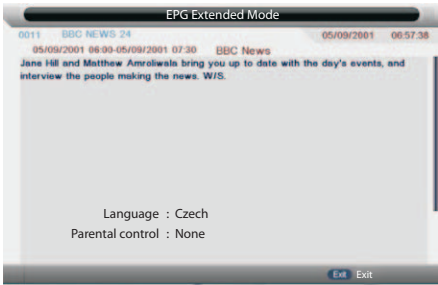 EPG Extended Mode
0011 BBC NEWS 24 05/09/2001 06:57:38
05/09/2001 06:00-05/09/2001 07:30 BBC News
Jane Hill and Matthew Amroliwala bring you up to date with the day's events, and
interview the people making the news. W/S.
Language : Czech
Parental control : None
Exit Exit